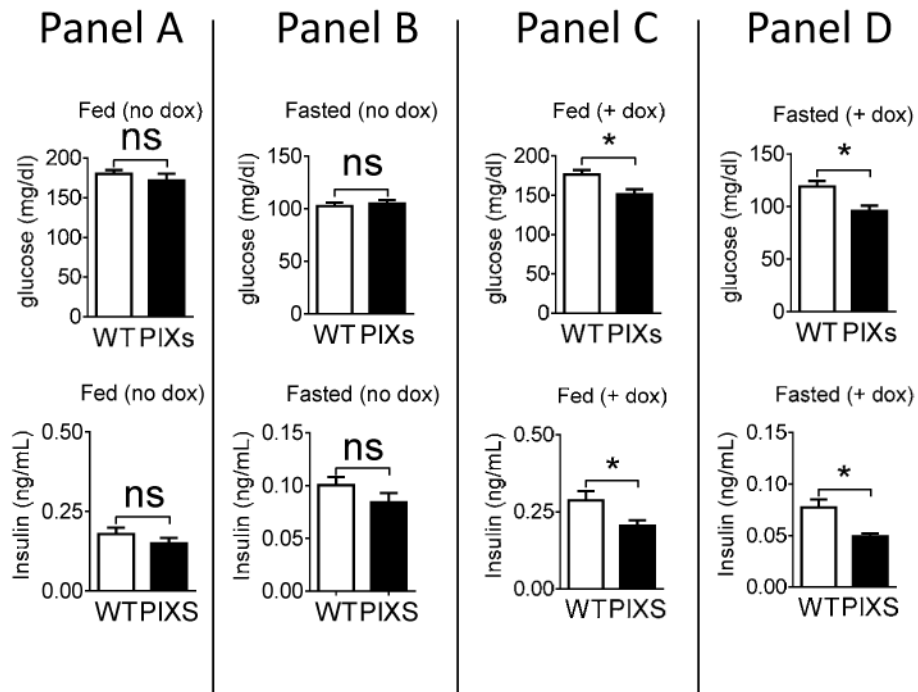 Panel A
Panel B
Panel C
Panel D
Fed (no dox)
ns
200
150
100
50
0
glucose (mg/dl)
WT PIXs
Fasted (no dox)
ns
150
100
50
0
glucose (mg/dl)
WT PIXs
Fed (+ dox)
*
200
150
100
50
0
glucose (mg/dl)
WT PIXs
Fasted (+ dox)
*
150
100
50
0
glucose (mg/dl)
WT PIXs
Fed (no dox)
ns
0.50
0.25
0.00
Insulin (ng/mL)
WTPIXS
Fasted (no dox)
ns
0.15
0.10
0.05
0.00
Insulin (ng/mL)
WTPIXS
Fed (+ dox)
*
0.50
0.25
0.00
Insulin (ng/mL)
WTPIXS
Fasted (+ dox)
*
0.15
0.10
0.05
0.00
Insulin (ng/mL)
WTPIXS